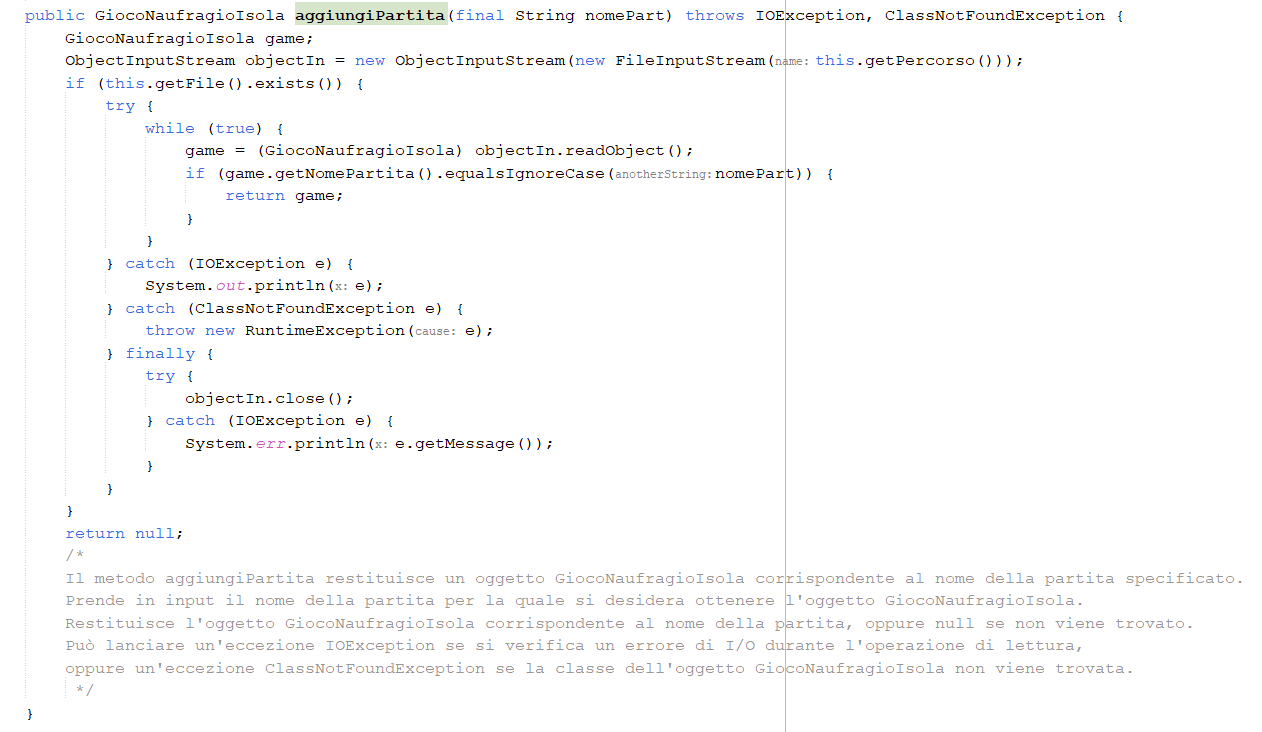 public GiocoNaufragioIsola aggiungiPartita(final String nomePart) throws IOException, ClassNotFoundException {
    GiocoNaufragioIsola game;
    ObjectInputStream objectIn = new ObjectInputStream(new FileInputStream(name: this.getPercorso()));
    if (this.getFile().exists()) {
        try {
            while (true) {
                game = (GiocoNaufragioIsola) objectIn.readObject();
                if (game.getNomePartita().equalsIgnoreCase(anotherString: nomePart)) {
                    return game;
                }
            }
        } catch (IOException e) {
            System.out.println(x: e);
        } catch (ClassNotFoundException e) {
            throw new RuntimeException(cause: e);
        } finally {
            try {
                objectIn.close();
            } catch (IOException e) {
                System.err.println(x: e.getMessage());
            }
        }
    }
    return null;
    /*
    Il metodo aggiungiPartita restituisce un oggetto GiocoNaufragioIsola corrispondente al nome della partita specificato.
    Prende in input il nome della partita per la quale si desidera ottenere l'oggetto GiocoNaufragioIsola.
    Restituisce l'oggetto GiocoNaufragioIsola corrispondente al nome della partita, oppure null se non viene trovato.
    Può lanciare un'eccezione IOException se si verifica un errore di I/O durante l'operazione di lettura,
    oppure un'eccezione ClassNotFoundException se la classe dell'oggetto GiocoNaufragioIsola non viene trovata.
     */
}